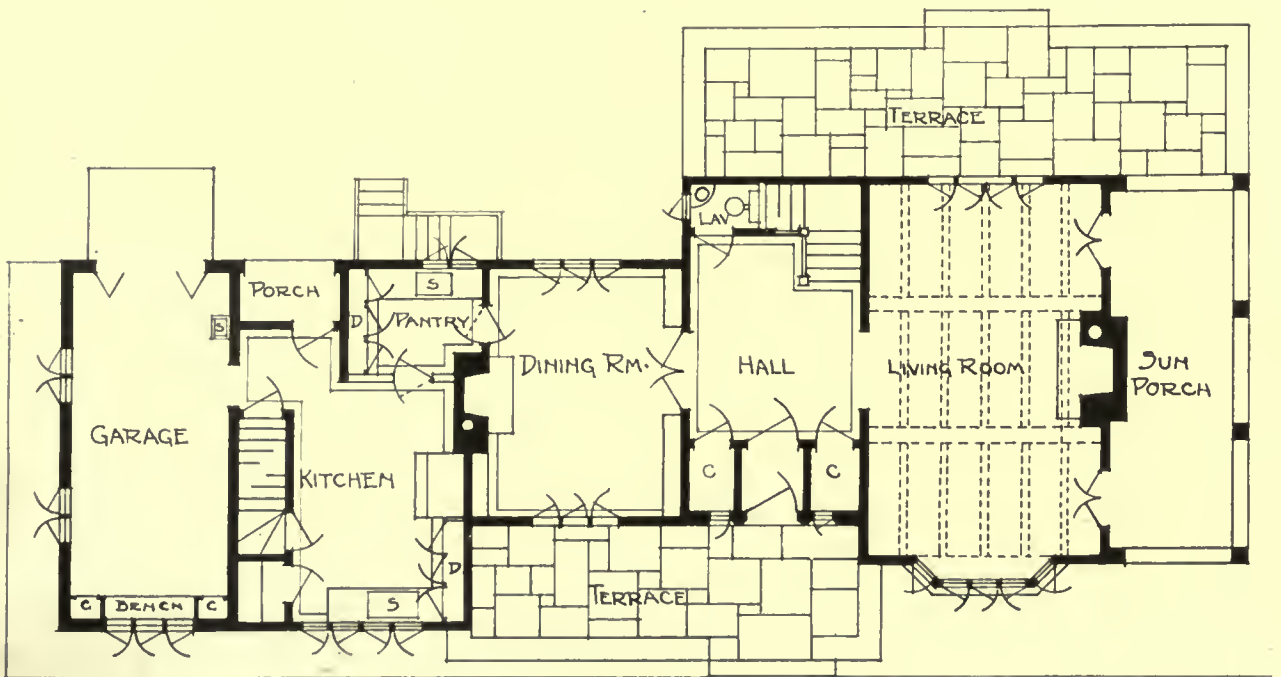 TERRACE
LAV
PORCH
S
S
D
PANTRY
DINING RM.
HALL
LIVING ROOM
SUN
PORCH
GARAGE
KITCHEN
C
C
D
C
BENCH
C
S
TERRACE